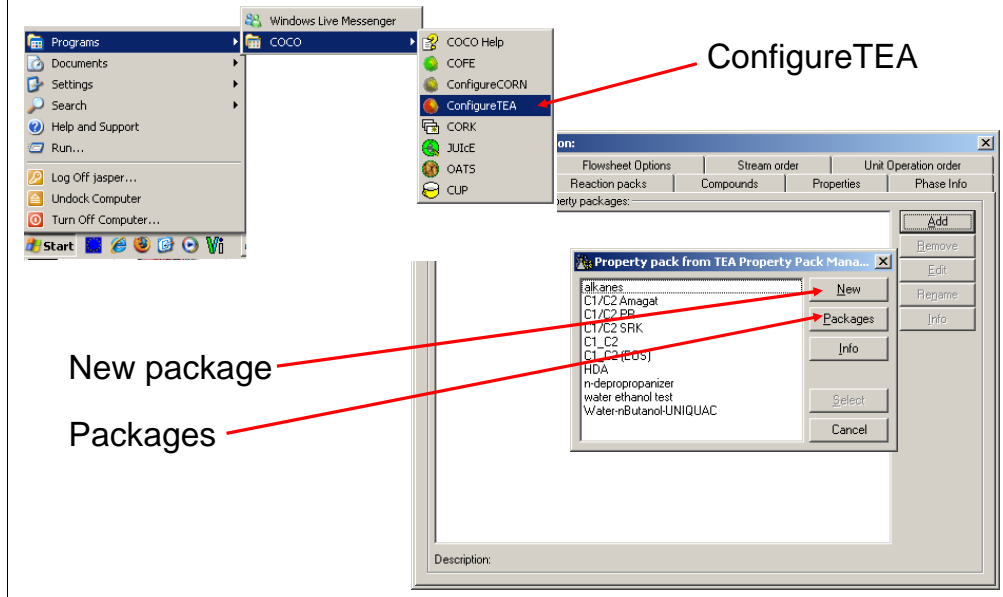 Windows Live Messenger
COCO
Programs
Documents
Settings
Search
Help and Support
Run...
Log Off jasper...
Undock Computer
Turn Off Computer...
Start
COCO Help
COFE
ConfigureCORN
ConfigureTEA
CORK
JUIcE
OATS
CUP
ConfigureTEA
on:
Flowsheet Options Stream order Unit Operation order
Reaction packs Compounds Properties Phase Info
erty packages:
Add
Remove
Edit
Rename
Info
Property pack from TEA Property Pack Mana...
alkanes
C1/C2 Amagat
C1/C2 PR
C1/C2 SRK
C1_C2
C1_C2 (EOS)
HDA
n-depropropanizer
water ethanol test
Water-nButanol-UNIQUAC
New
Packages
Info
Select
Cancel
New package
Packages
Description: